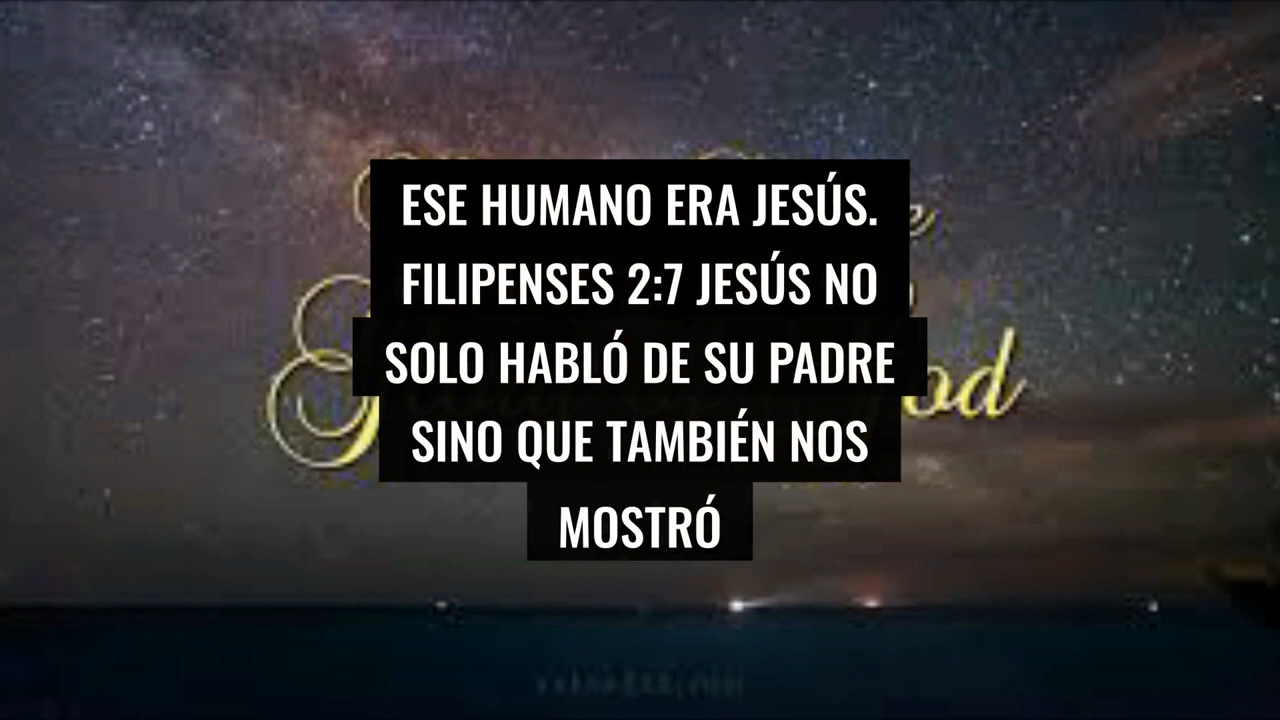 ESE HUMANO ERA JESÚS.
FILIPENSES 2:7 JESÚS NO
SOLO HABLÓ DE SU PADRE
SINO QUE TAMBIÉN NOS
MOSTRÓ